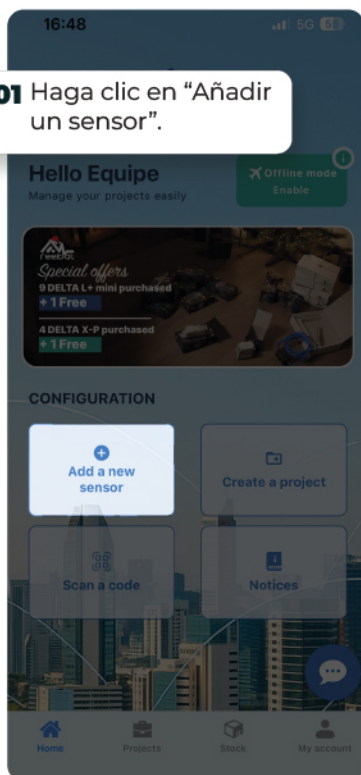 16:48
5G 58
01 Haga clic en “Añadir
un sensor”.
Hello Equipe
Manage your projects easily
Offline mode
Enable
i
Special offers
9 DELTA L+ mini purchased
+ 1 Free
4 DELTA X-P purchased
+ 1 Free
CONFIGURATION
Add a new
sensor
Create a project
Scan a code
Notices
Home
Projects
Stock
My account